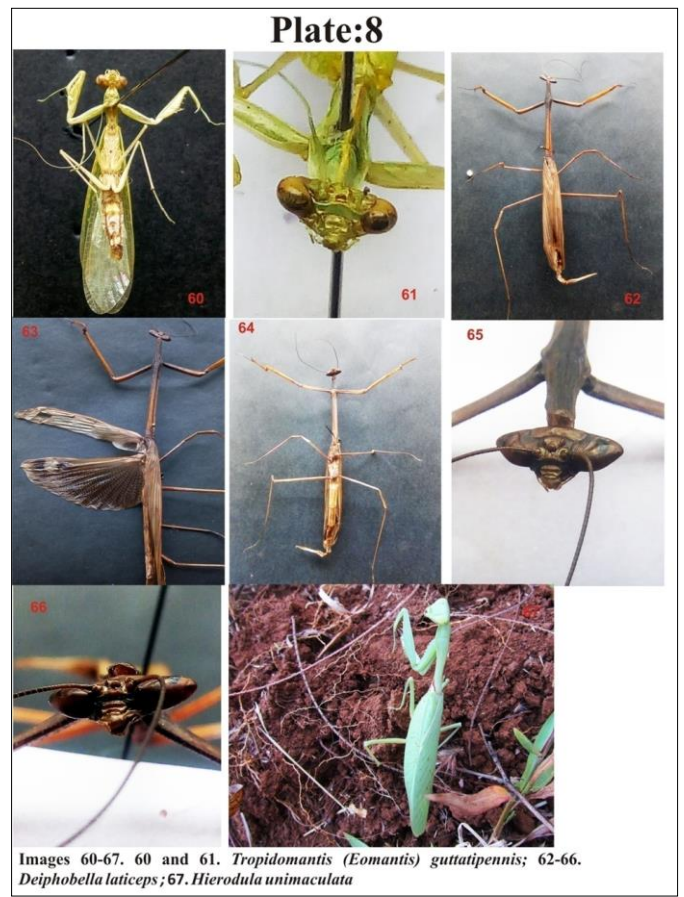 Plate:8
60
61
62
63
64
65
66
67
Images 60-67. 60 and 61. Tropidomantis (Eomantis) guttatipennis; 62-66.
Deiphobella laticeps ; 67. Hierodula unimaculata